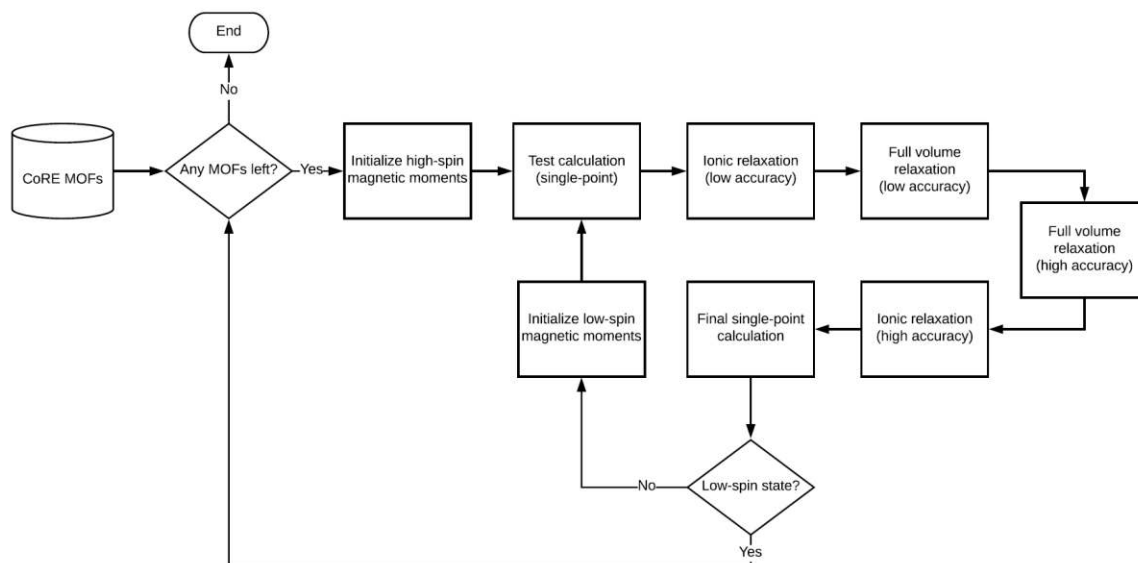 End
No
CoRE MOFs
Any MOFs left?
Yes
Initialize high-spin
magnetic moments
Test calculation
(single-point)
Ionic relaxation
(low accuracy)
Full volume
relaxation
(low accuracy)
Full volume
relaxation
(high accuracy)
Initialize low-spin
magnetic moments
Final single-point
calculation
Ionic relaxation
(high accuracy)
No
Low-spin state?
Yes